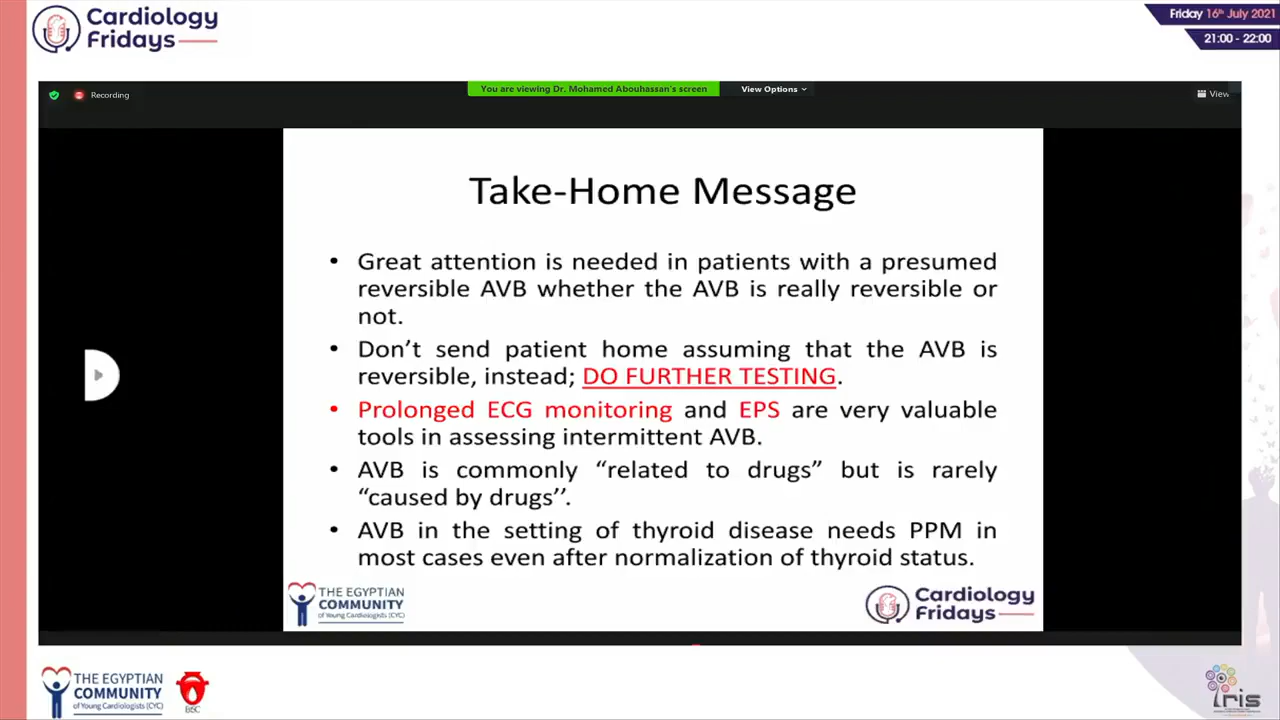 Cardiology
Fridays
Friday 16th July 2021
21:00 - 22:00
Recording
You are viewing Dr. Mohamed Abouhassan's screen
View Options
View
Take-Home Message
• Great attention is needed in patients with a presumed
reversible AVB whether the AVB is really reversible or
not.
• Don’t send patient home assuming that the AVB is
reversible, instead; DO FURTHER TESTING.
• Prolonged ECG monitoring and EPS are very valuable
tools in assessing intermittent AVB.
• AVB is commonly “related to drugs” but is rarely
“caused by drugs’’.
• AVB in the setting of thyroid disease needs PPM in
most cases even after normalization of thyroid status.
THE EGYPTIAN
COMMUNITY
of Young Cardiologists (CYC)
Cardiology
Fridays
THE EGYPTIAN
COMMUNITY
of Young Cardiologists (CYC)
iris